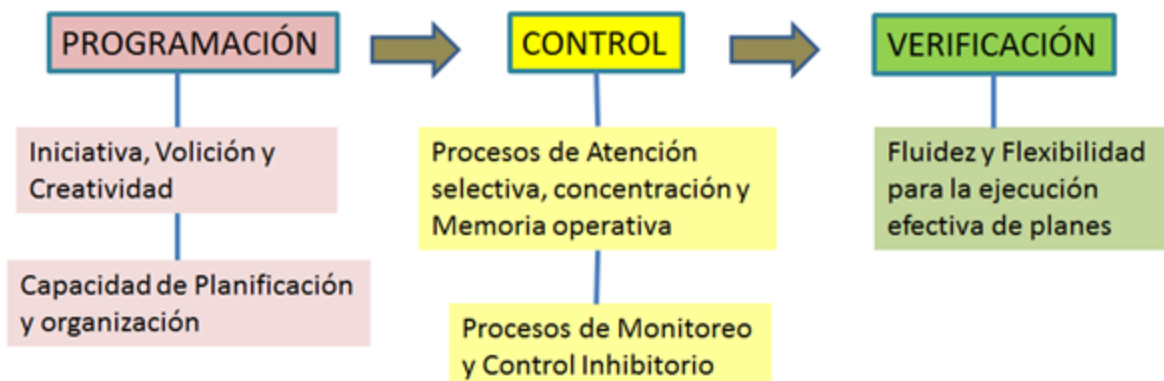 PROGRAMACIÓN
Iniciativa, Volición y
Creatividad
Capacidad de Planificación
y organización
CONTROL
Procesos de Atención
selectiva, concentración y
Memoria operativa
Procesos de Monitoreo
y Control Inhibitorio
VERIFICACIÓN
Fluidez y Flexibilidad
para la ejecución
efectiva de planes